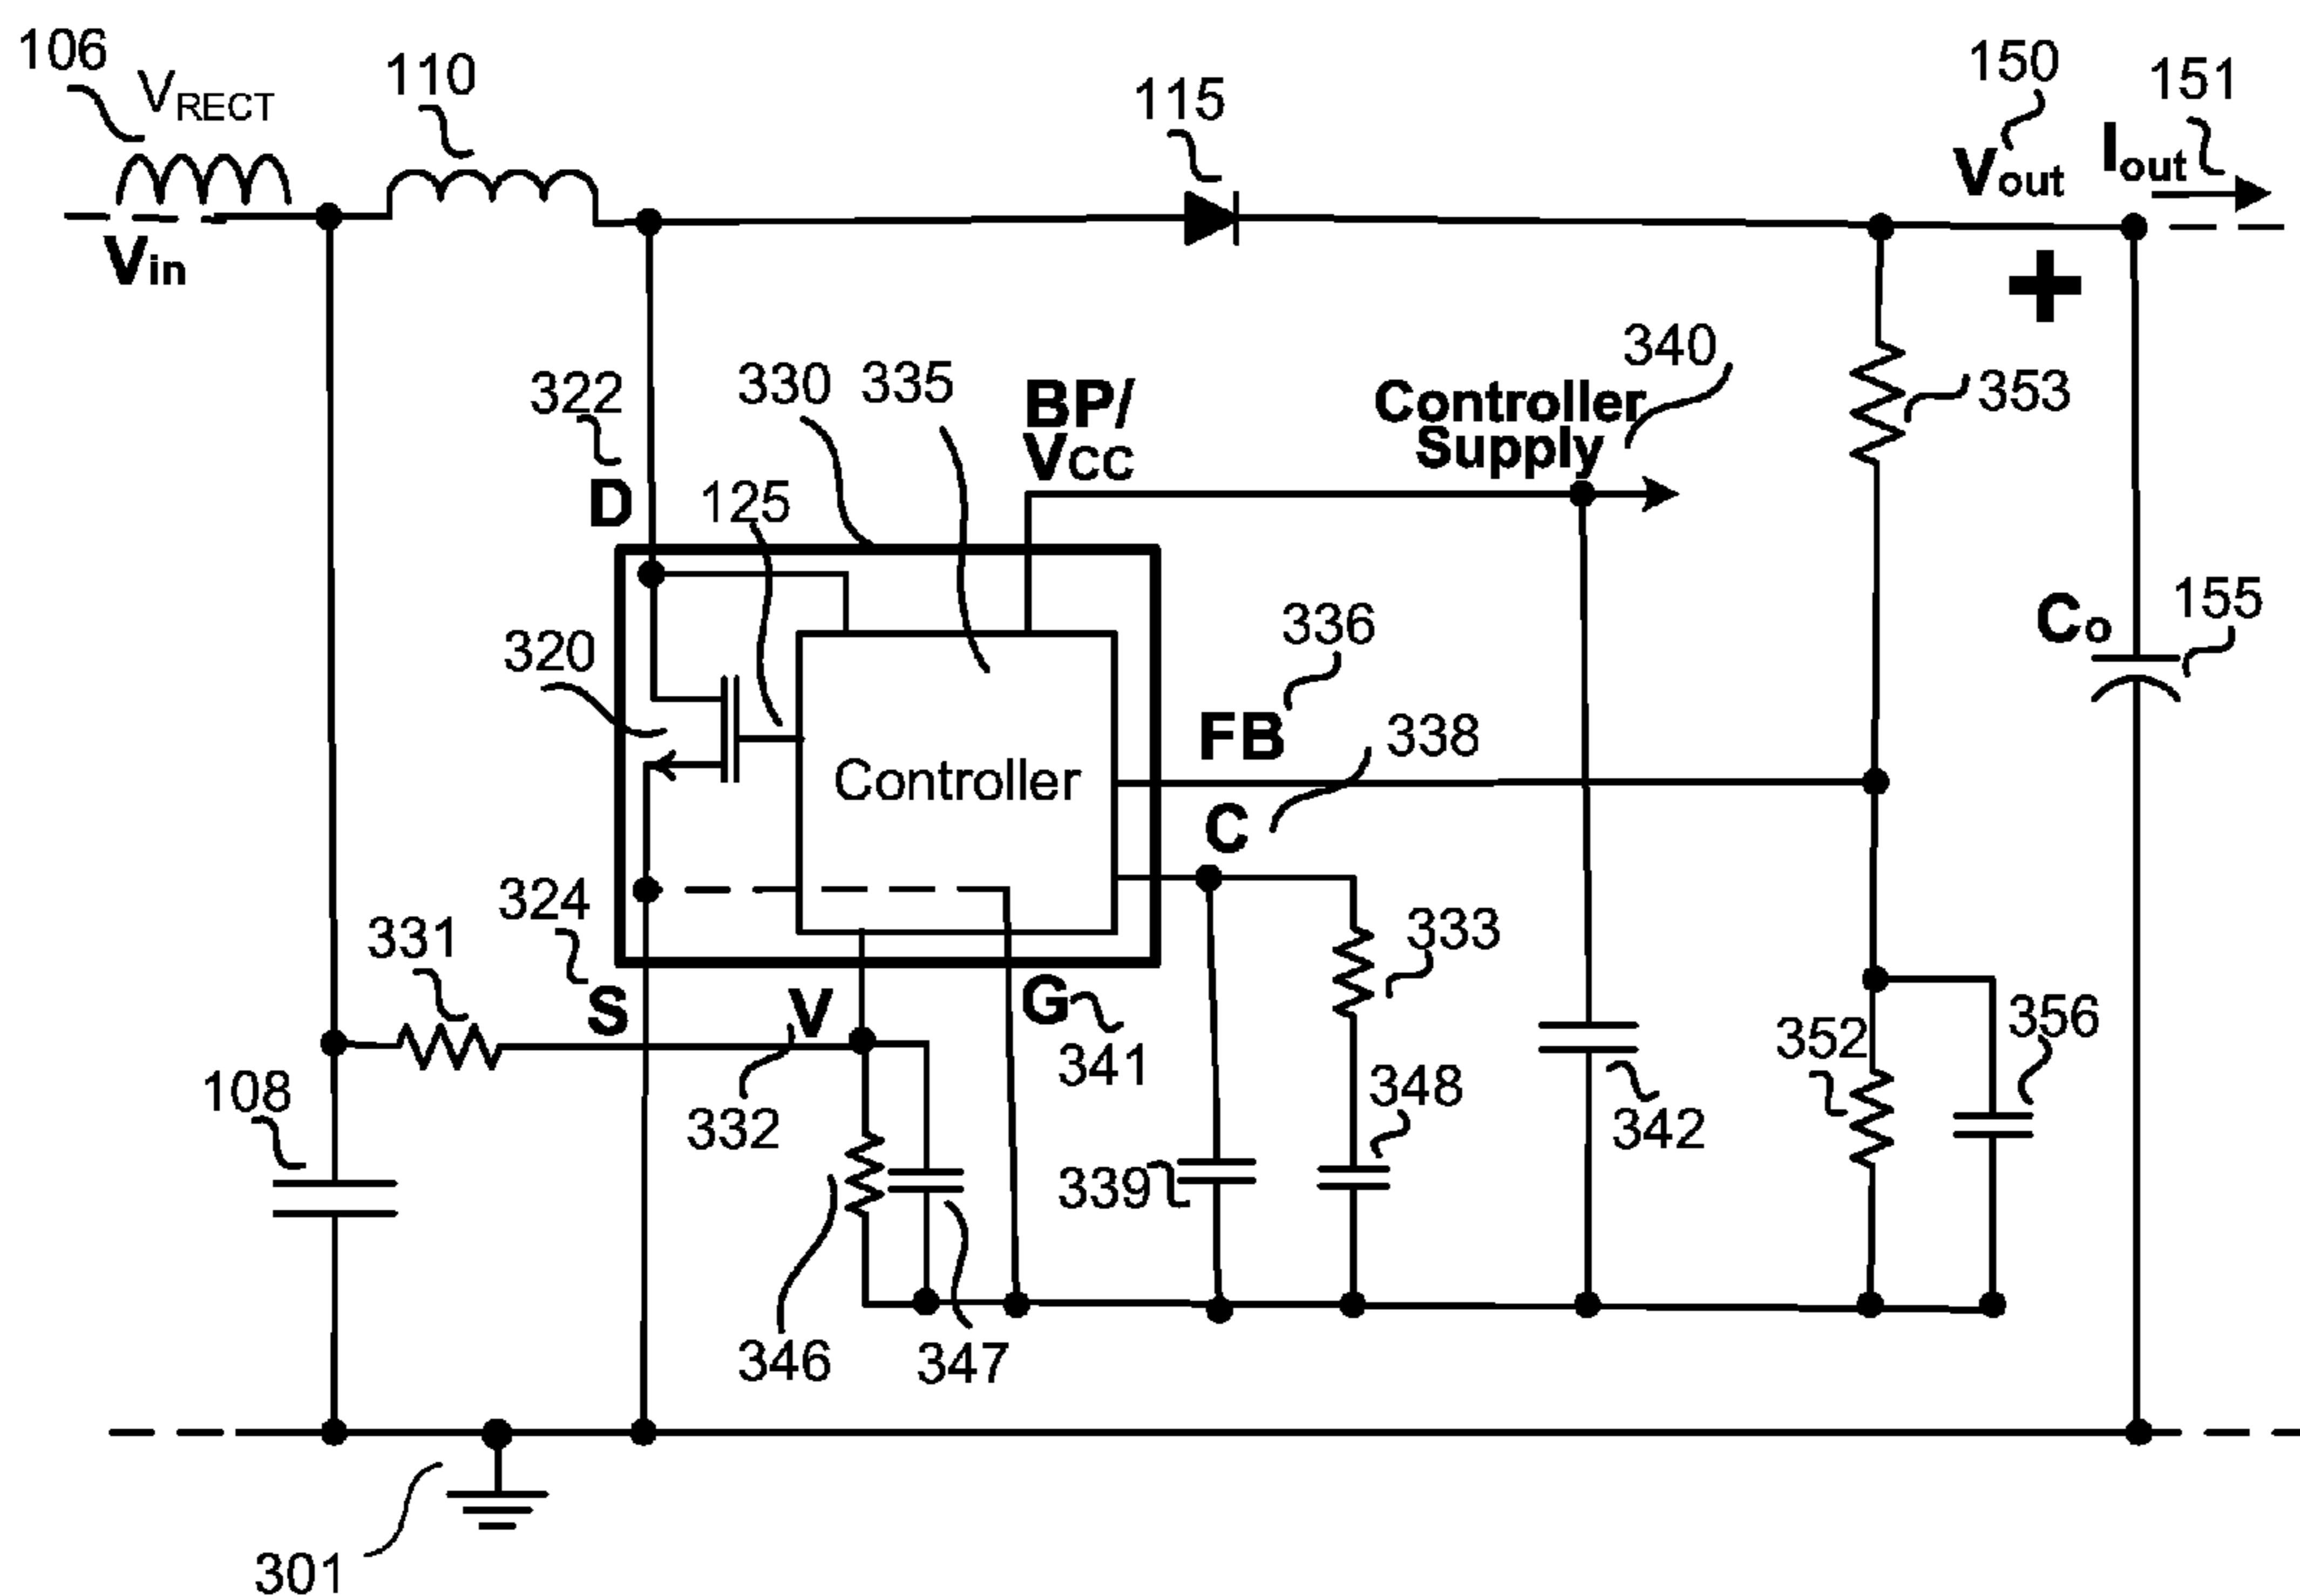 106
VRECT
110
115
150
151
Vout
Iout
Vin
+
322
330
335
BP/
VCC
Controller
Supply
340
353
D
125
320
336
FB
338
Co
155
Controller
C
324
331
S
V
G
341
333
108
332
339
348
342
352
356
346
347
301